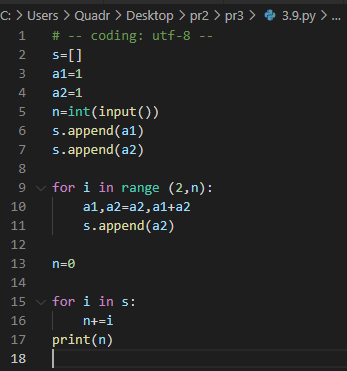 C: > Users > Quadr > Desktop > pr2 > pr3 > 3.9.py > ...
1 # -- coding: utf-8 --
2 s=[]
3 a1=1
4 a2=1
5 n=int(input())
6 s.append(a1)
7 s.append(a2)
8
9 for i in range (2,n):
10 a1,a2=a2,a1+a2
11 s.append(a2)
12
13 n=0
14
15 for i in s:
16 n+=i
17 print(n)
18